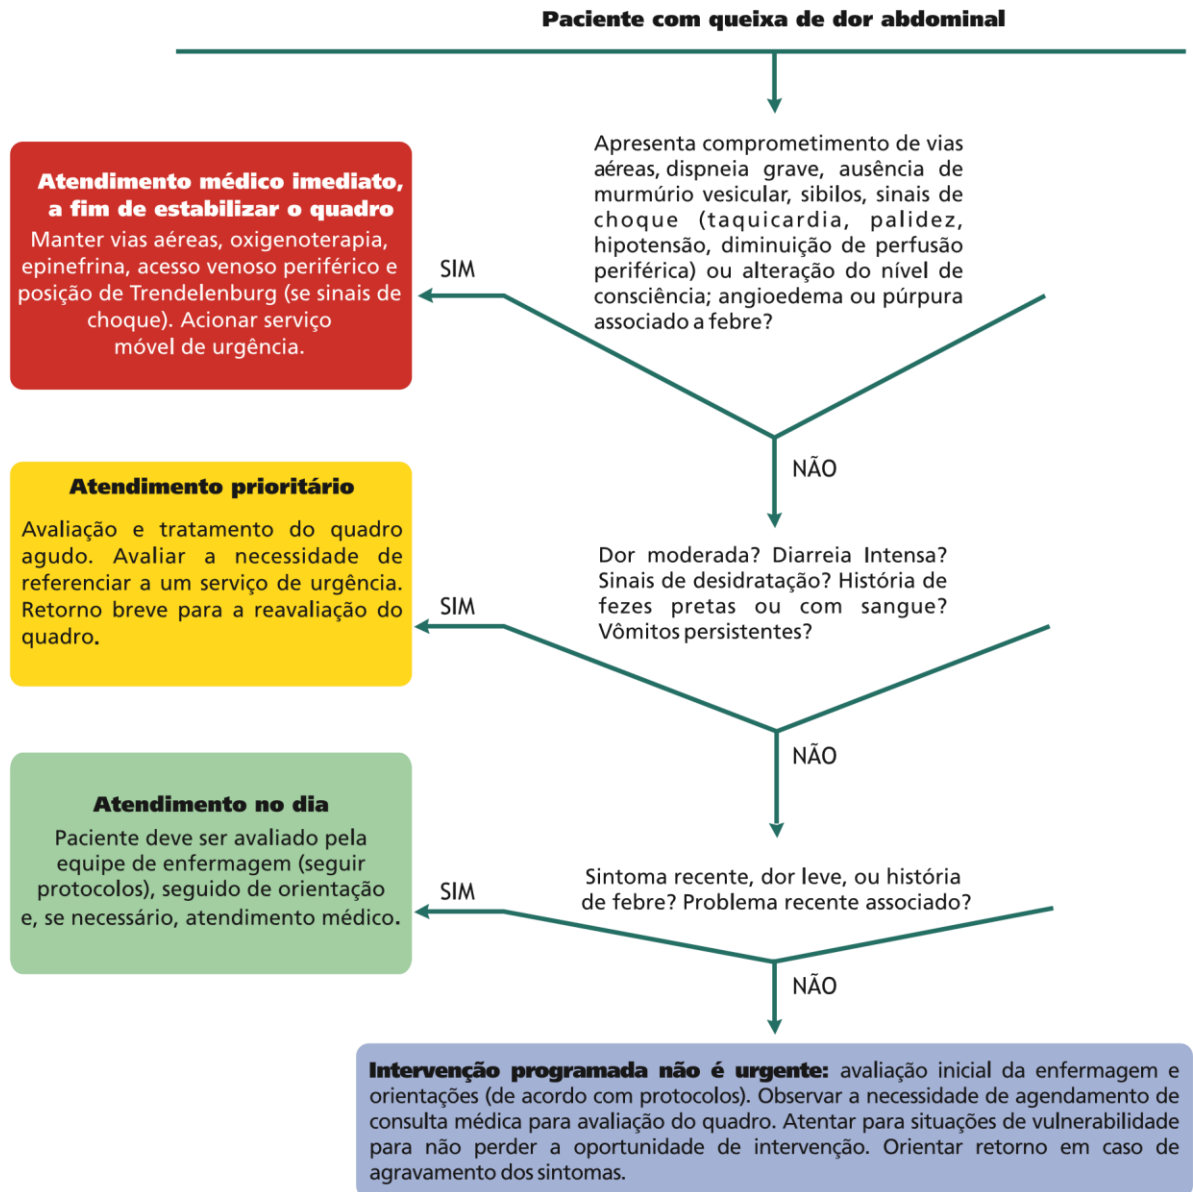 Paciente com queixa de dor abdominal
Apresenta comprometimento de vias
aéreas, dispneia grave, ausência de
murmúrio vesicular, sibilos, sinais de
choque (taquicardia, palidez,
hipotensão, diminuição de perfusão
periférica) ou alteração do nível de
consciência; angioedema ou púrpura
associado a febre?
SIM
Atendimento médico imediato,
a fim de estabilizar o quadro
Manter vias aéreas, oxigenoterapia,
epinefrina, acesso venoso periférico e
posição de Trendelenburg (se sinais de
choque). Acionar serviço
móvel de urgência.
NÃO
Dor moderada? Diarreia Intensa?
Sinais de desidratação? História de
fezes pretas ou com sangue?
Vômitos persistentes?
SIM
Atendimento prioritário
Avaliação e tratamento do quadro
agudo. Avaliar a necessidade de
referenciar a um serviço de urgência.
Retorno breve para a reavaliação do
quadro.
NÃO
Sintoma recente, dor leve, ou história
de febre? Problema recente associado?
SIM
Atendimento no dia
Paciente deve ser avaliado pela
equipe de enfermagem (seguir
protocolos), seguido de orientação
e, se necessário, atendimento médico.
NÃO
Intervenção programada não é urgente: avaliação inicial da enfermagem e
orientações (de acordo com protocolos). Observar a necessidade de agendamento de
consulta médica para avaliação do quadro. Atentar para situações de vulnerabilidade
para não perder a oportunidade de intervenção. Orientar retorno em caso de
agravamento dos sintomas.